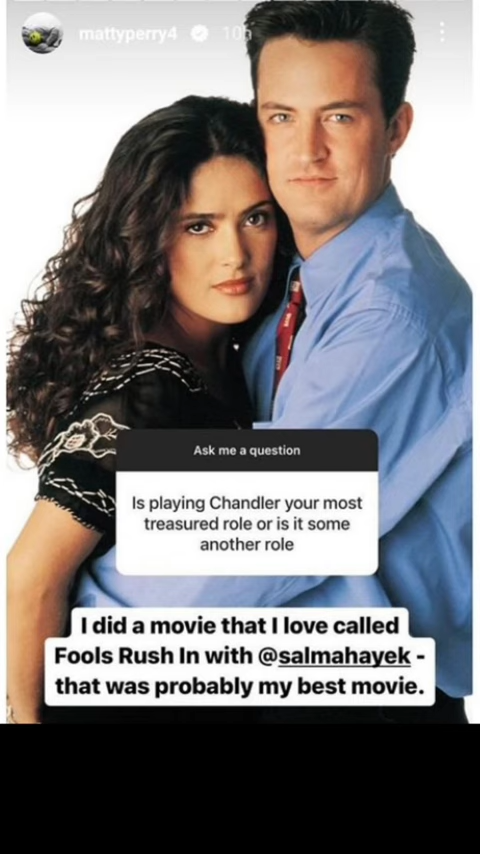 mattyperry4 10h
Ask me a question
Is playing Chandler your most
treasured role or is it some
another role
I did a movie that I love called
Fools Rush In with @salmahayek -
that was probably my best movie.